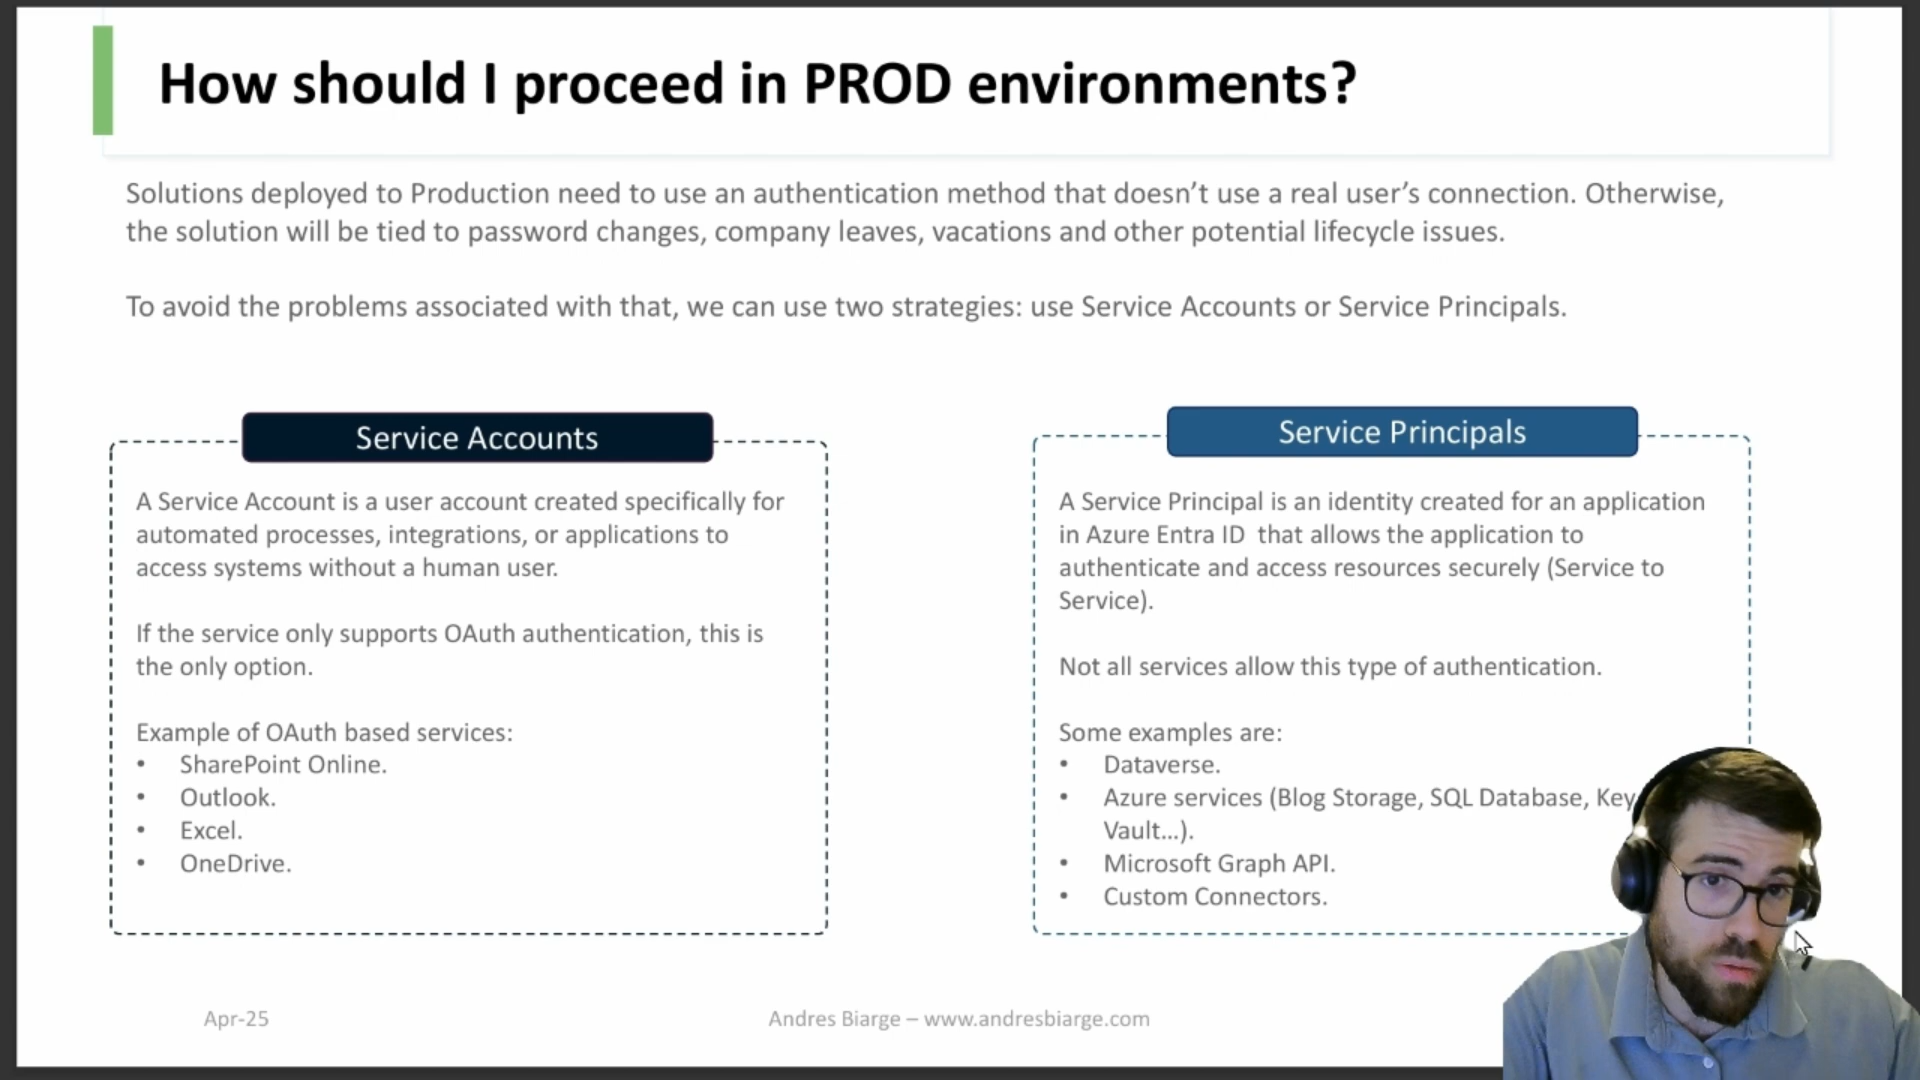 How should I proceed in PROD environments?
Solutions deployed to Production need to use an authentication method that doesn’t use a real user’s connection. Otherwise,
the solution will be tied to password changes, company leaves, vacations and other potential lifecycle issues.
To avoid the problems associated with that, we can use two strategies: use Service Accounts or Service Principals.
Service Accounts
A Service Account is a user account created specifically for
automated processes, integrations, or applications to
access systems without a human user.
If the service only supports OAuth authentication, this is
the only option.
Example of OAuth based services:
• SharePoint Online.
• Outlook.
• Excel.
• OneDrive.
Service Principals
A Service Principal is an identity created for an application
in Azure Entra ID  that allows the application to
authenticate and access resources securely (Service to
Service).
Not all services allow this type of authentication.
Some examples are:
• Dataverse.
• Azure services (Blog Storage, SQL Database, Key
Vault...).
• Microsoft Graph API.
• Custom Connectors.
Apr-25
Andres Biarge – www.andresbiarge.com